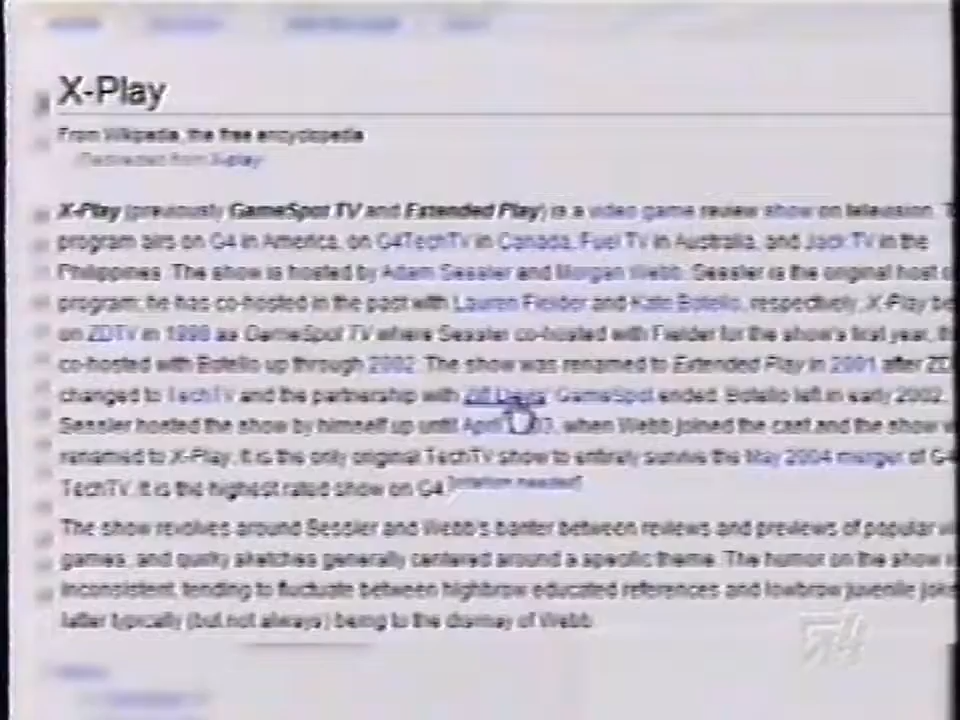 X-Play
From Wikipedia, the free encyclopedia
(Redirected from X-play)
X-Play (previously GameSpot TV and Extended Play) is a video game review show on television.
program airs on G4 in America, on G4TechTV in Canada, Fuel TV in Australia, and Jack TV in the
Philippines. The show is hosted by Adam Sessler and Morgan Webb. Sessler is the original host
program; he has co-hosted in the past with Lauren Fielder and Kate Botello, respectively. X-Play
on ZDTV in 1998 as GameSpot TV where Sessler co-hosted with Fielder for the show's first year,
co-hosted with Botello up through 2002. The show was renamed to Extended Play in 2001 after
changed to TechTV and the partnership with Ziff Davis' GameSpot ended. Botello left in early 2002.
Sessler hosted the show by himself up until April when Webb joined the cast and the show
renamed to X-Play. It is the only original TechTV show to entirely survive the May 2004 merger of G4
TechTV. It is the highest rated show on G4.[citation needed]
The show revolves around Sessler and Webb's banter between reviews and previews of popular
games, and quirky sketches generally centered around a specific theme. The humor on the show
inconsistent, tending to fluctuate between highbrow educated references and lowbrow juvenile
latter typically (but not always) being to the dismay of Webb.
G4